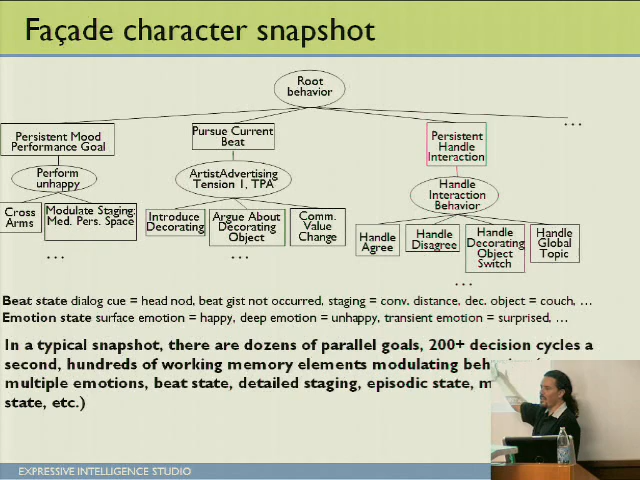 Façade character snapshot
Root
behavior
. . .
Persistent Mood
Performance Goal
Pursue Current
Beat
Persistent
Handle
Interaction
Perform
unhappy
ArtistAdvertising
Tension 1, TPA
Handle
Interaction
Behavior
Cross
Arms
Modulate Staging:
Med. Pers. Space
Introduce
Decorating
Argue About
Decorating
Object
Comm.
Value
Change
Handle
Agree
Handle
Disagree
Handle
Decorating
Object
Switch
Handle
Global
Topic
. . .
. . .
. . .
Beat state dialog cue = head nod, beat gist not occurred, staging = conv. distance, dec. object = couch, …
Emotion state surface emotion = happy, deep emotion = unhappy, transient emotion = surprised, …
In a typical snapshot, there are dozens of parallel goals, 200+ decision cycles a
second, hundreds of working memory elements modulating
multiple emotions, beat state, detailed staging, episodic state,
state, etc.)
EXPRESSIVE INTELLIGENCE STUDIO